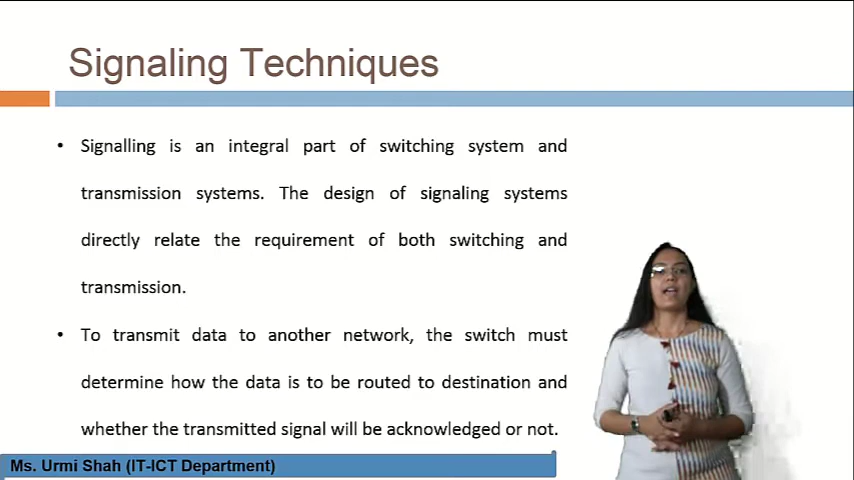 Signaling Techniques
• Signalling is an integral part of switching system and
transmission systems. The design of signaling systems
directly relate the requirement of both switching and
transmission.
• To transmit data to another network, the switch must
determine how the data is to be routed to destination and
whether the transmitted signal will be acknowledged or not.
Ms. Urmi Shah (IT-ICT Department)